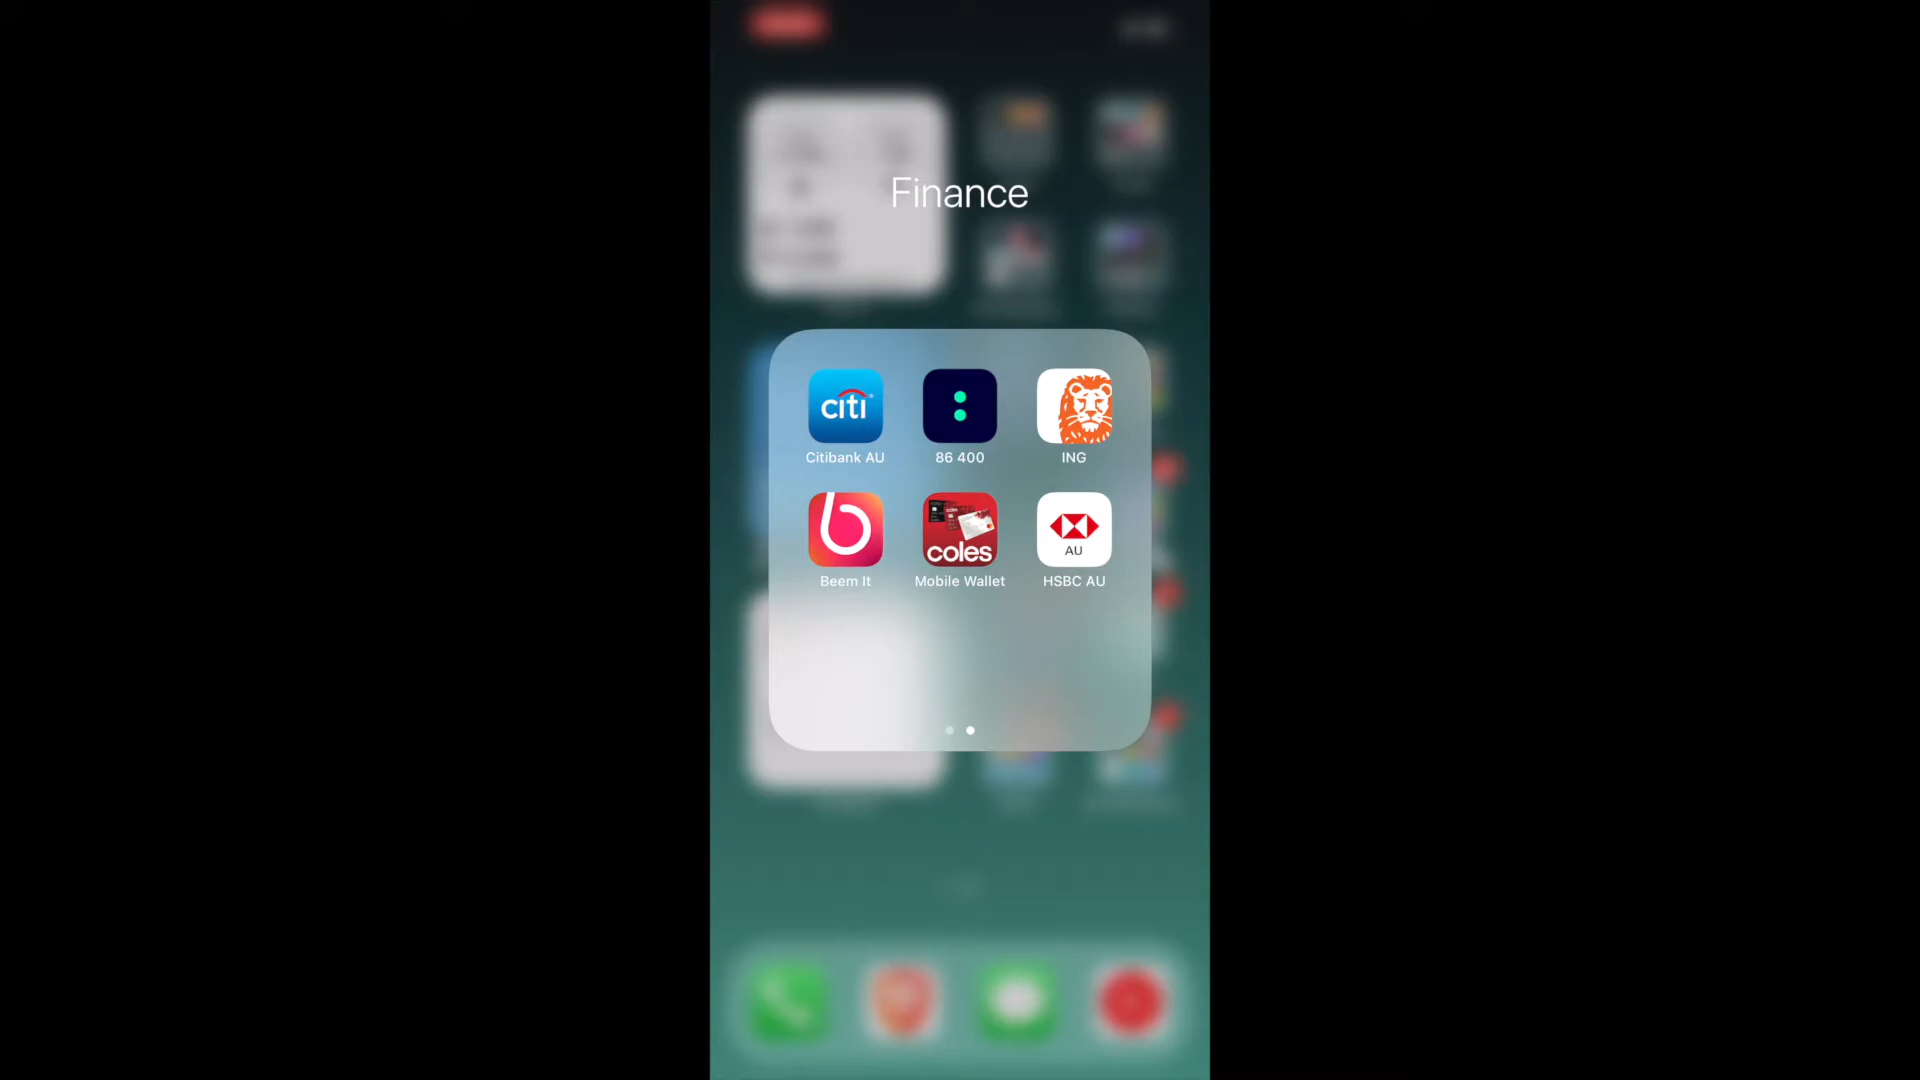 Finance
citi
Citibank AU
86 400
ING
Beem It
coles
Mobile Wallet
AU
HSBC AU